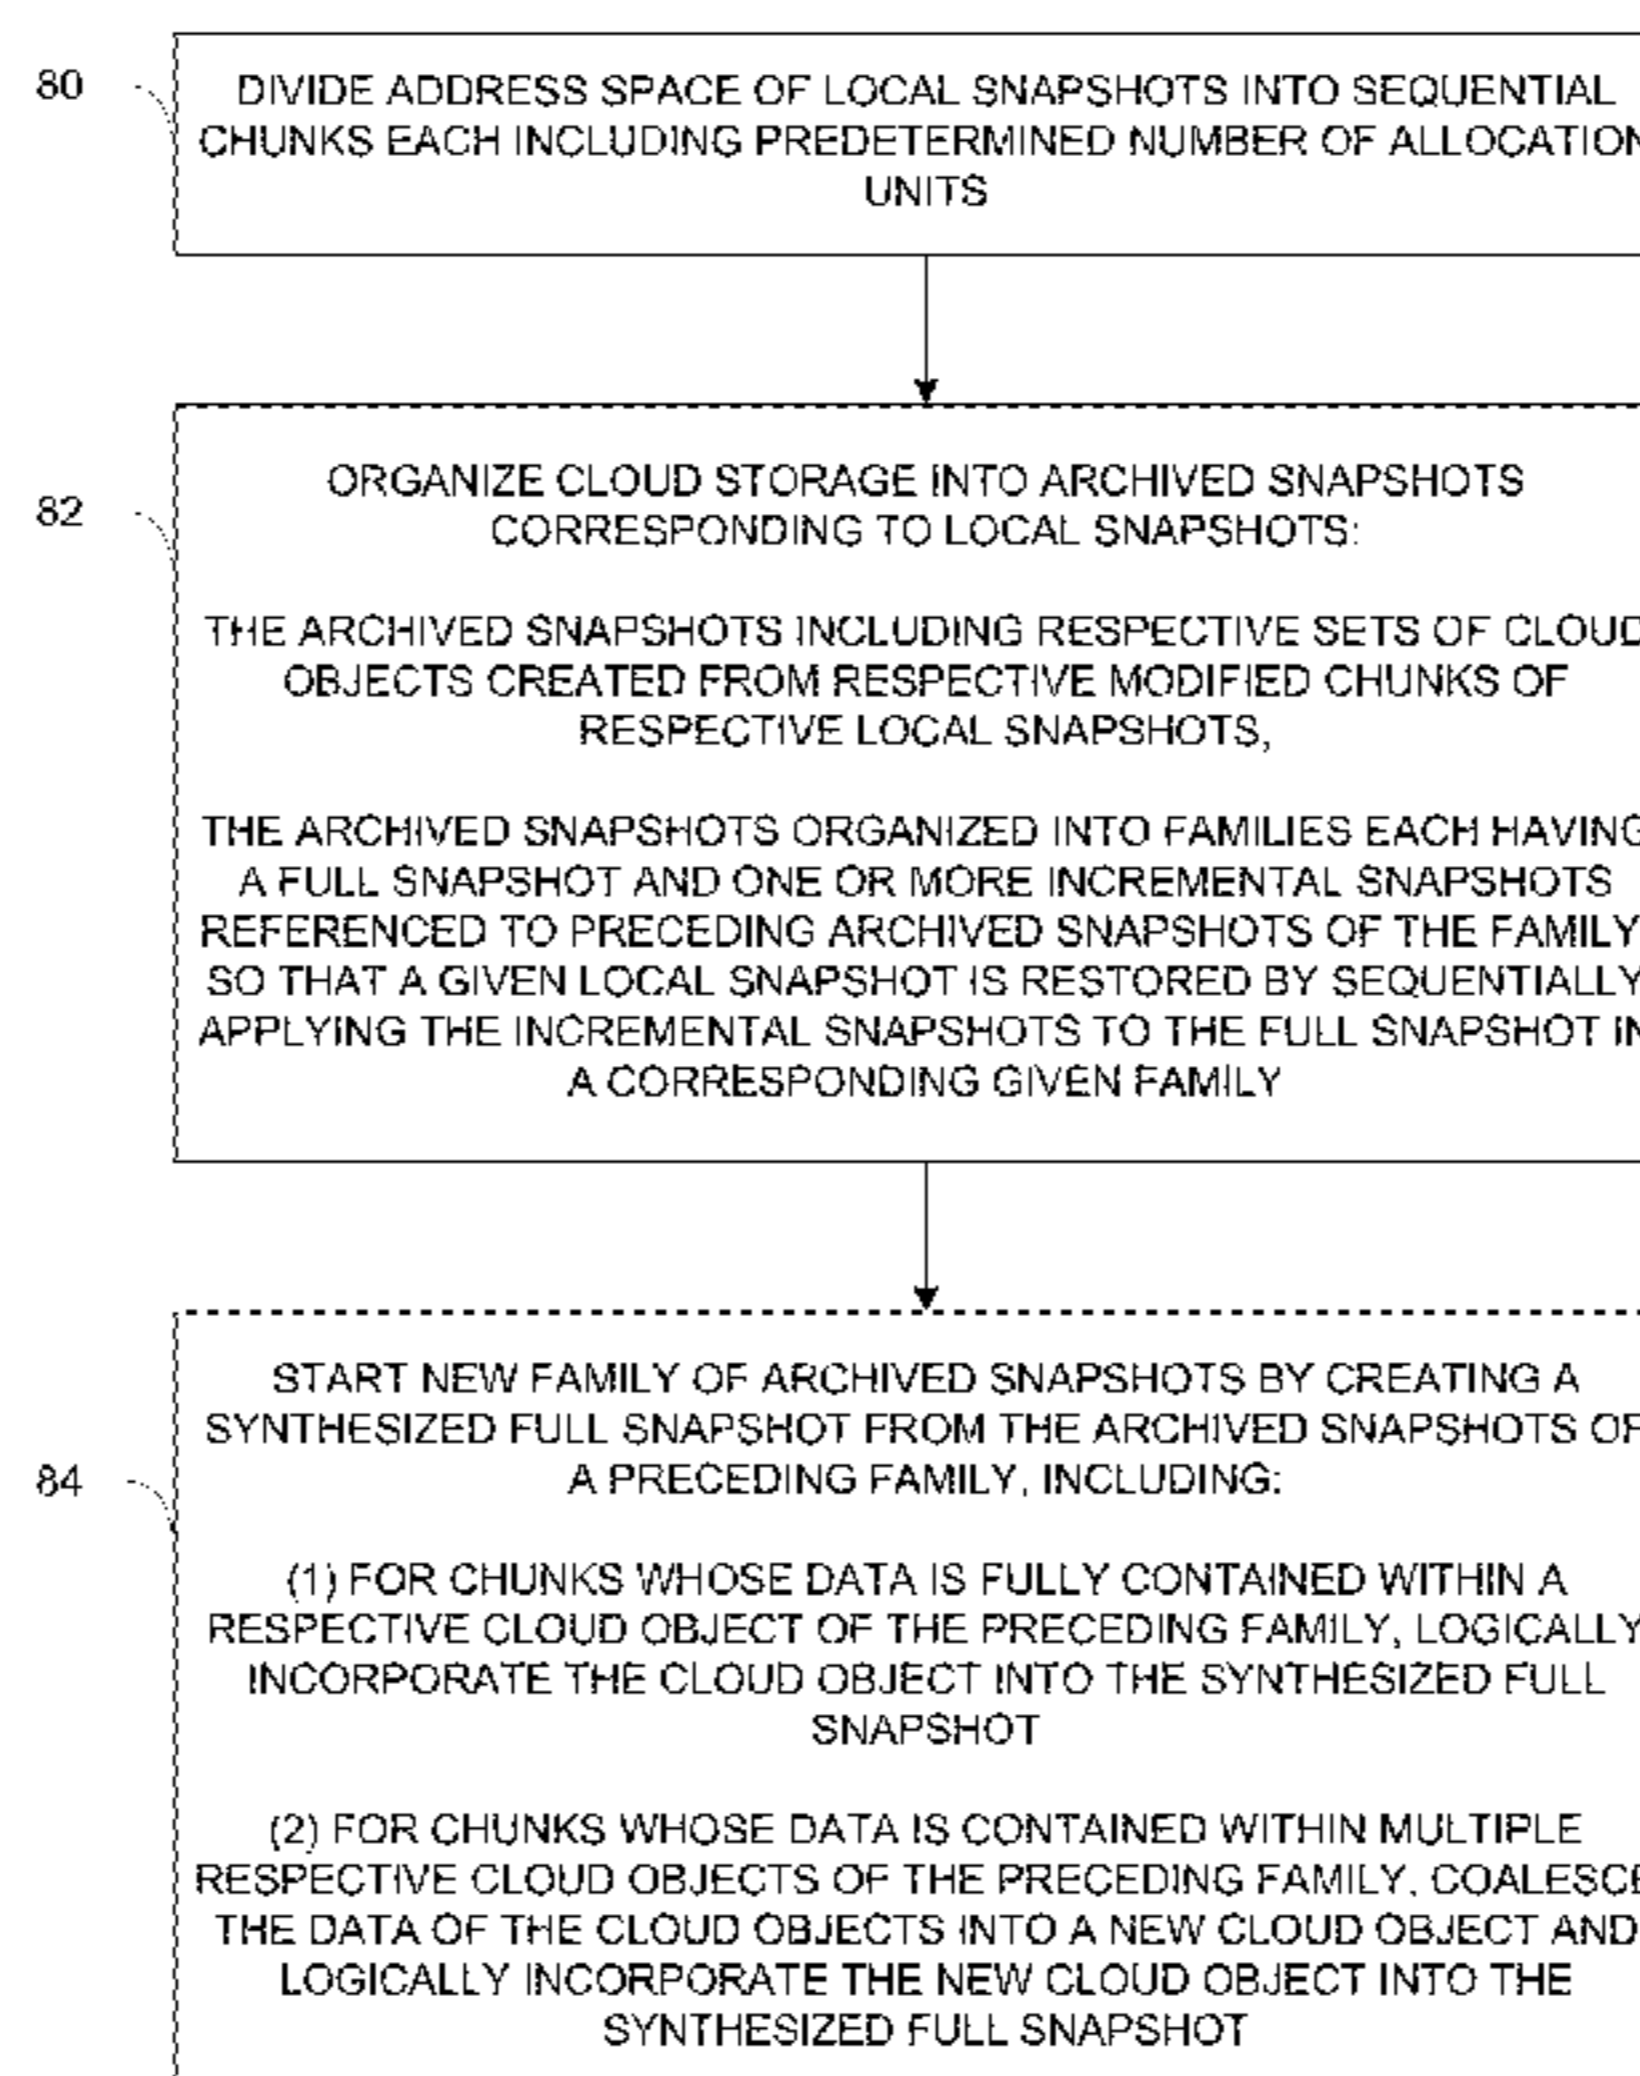 80
DIVIDE ADDRESS SPACE OF LOCAL SNAPSHOTS INTO SEQUENTIAL
CHUNKS EACH INCLUDING PREDETERMINED NUMBER OF ALLOCATION
UNITS
82
ORGANIZE CLOUD STORAGE INTO ARCHIVED SNAPSHOTS
CORRESPONDING TO LOCAL SNAPSHOTS:
THE ARCHIVED SNAPSHOTS INCLUDING RESPECTIVE SETS OF CLOUD
OBJECTS CREATED FROM RESPECTIVE MODIFIED CHUNKS OF
RESPECTIVE LOCAL SNAPSHOTS,
THE ARCHIVED SNAPSHOTS ORGANIZED INTO FAMILIES EACH HAVING
A FULL SNAPSHOT AND ONE OR MORE INCREMENTAL SNAPSHOTS
REFERENCED TO PRECEDING ARCHIVED SNAPSHOTS OF THE FAMILY
SO THAT A GIVEN LOCAL SNAPSHOT IS RESTORED BY SEQUENTIALLY
APPLYING THE INCREMENTAL SNAPSHOTS TO THE FULL SNAPSHOT IN
A CORRESPONDING GIVEN FAMILY
84
START NEW FAMILY OF ARCHIVED SNAPSHOTS BY CREATING A
SYNTHESIZED FULL SNAPSHOT FROM THE ARCHIVED SNAPSHOTS OF
A PRECEDING FAMILY, INCLUDING:
(1) FOR CHUNKS WHOSE DATA IS FULLY CONTAINED WITHIN A
RESPECTIVE CLOUD OBJECT OF THE PRECEDING FAMILY, LOGICALLY
INCORPORATE THE CLOUD OBJECT INTO THE SYNTHESIZED FULL
SNAPSHOT
(2) FOR CHUNKS WHOSE DATA IS CONTAINED WITHIN MULTIPLE
RESPECTIVE CLOUD OBJECTS OF THE PRECEDING FAMILY, COALESCE
THE DATA OF THE CLOUD OBJECTS INTO A NEW CLOUD OBJECT AND
LOGICALLY INCORPORATE THE NEW CLOUD OBJECT INTO THE
SYNTHESIZED FULL SNAPSHOT